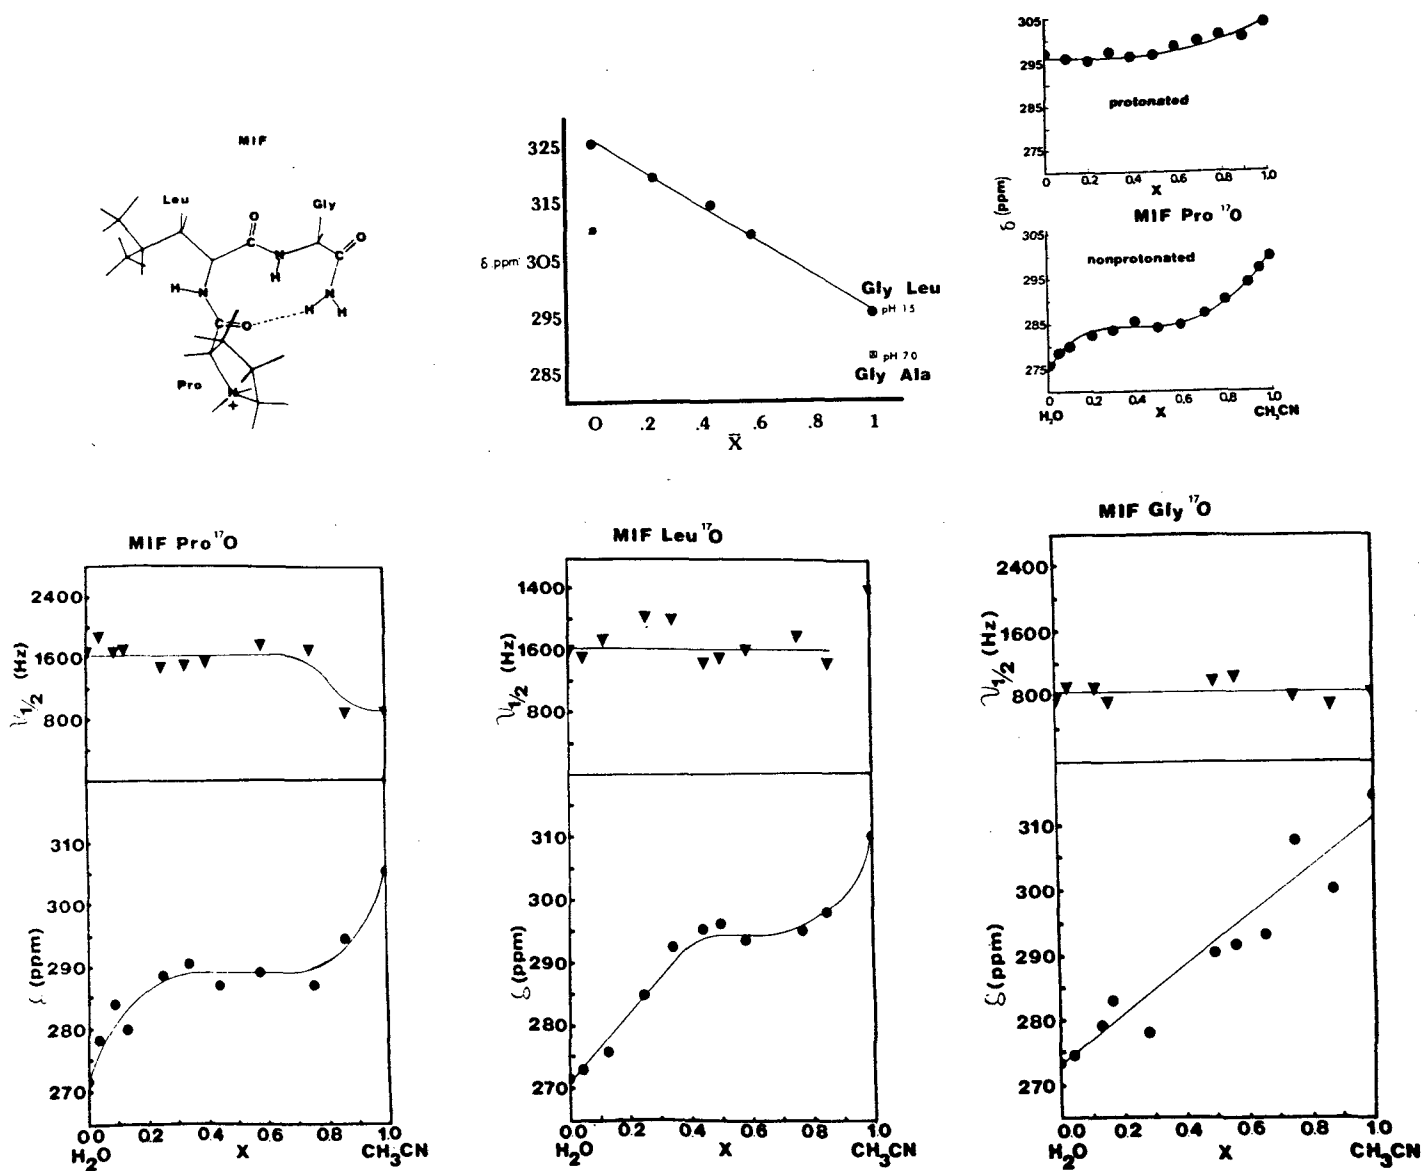 MIF
Leu
Gly
O
C
O
N
H
C
O
H N
N
H H
C O
Pro
N
+
325
315
δ ppm 305
295
285
O .2 .4 .6 .8 1
X̄
Gly Leu
pH 15
pH 70
Gly Ala
305
295
285
275
protonated
0 0.2 0.4 0.6 0.8 1.0
X
δ (ppm)
MIF Pro ¹⁷O
305
295
285
275
nonprotonated
0 0.2 0.4 0.6 0.8 1.0
H₂O X CH₃CN
MIF Pro ¹⁷O
2400
1600
800
ν1/2 (Hz)
310
300
290
280
270
δ (ppm)
0.0 0.2 0.4 0.6 0.8 1.0
H₂O X CH₃CN
MIF Leu ¹⁷O
1400
1600
800
ν1/2 (Hz)
310
300
290
280
270
δ (ppm)
0.0 0.2 0.4 0.6 0.8 1.0
H₂O X CH₃CN
MIF Gly ¹⁷O
2400
1600
800
ν1/2 (Hz)
310
300
290
280
270
δ (ppm)
0.0 0.2 0.4 0.6 0.8 1.0
H₂O X CH₃CN